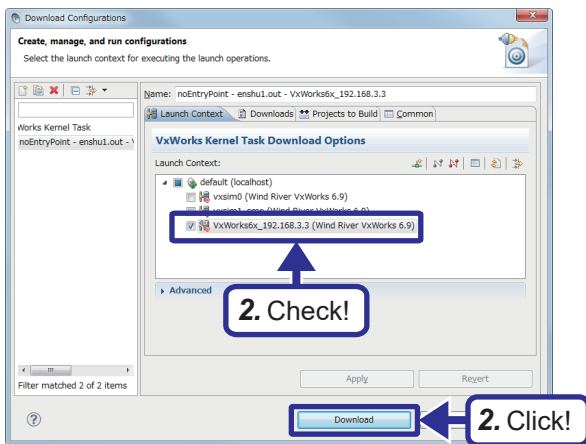 Download Configurations
Create, manage, and run configurations
Select the launch context for executing the launch operations.
Name: noEntryPoint - enshu1.out - VxWorks6x_192.168.3.3
Launch Context Downloads Projects to Build Common
Works Kernel Task
noEntryPoint - enshu1.out - V
VxWorks Kernel Task Download Options
Launch Context:
default (localhost)
vxsim0 (Wind River VxWorks 6.9)
VxWorks6x_192.168.3.3 (Wind River VxWorks 6.9)
2. Check!
Advanced
Filter matched 2 of 2 items
Apply Revert
Download
2. Click!